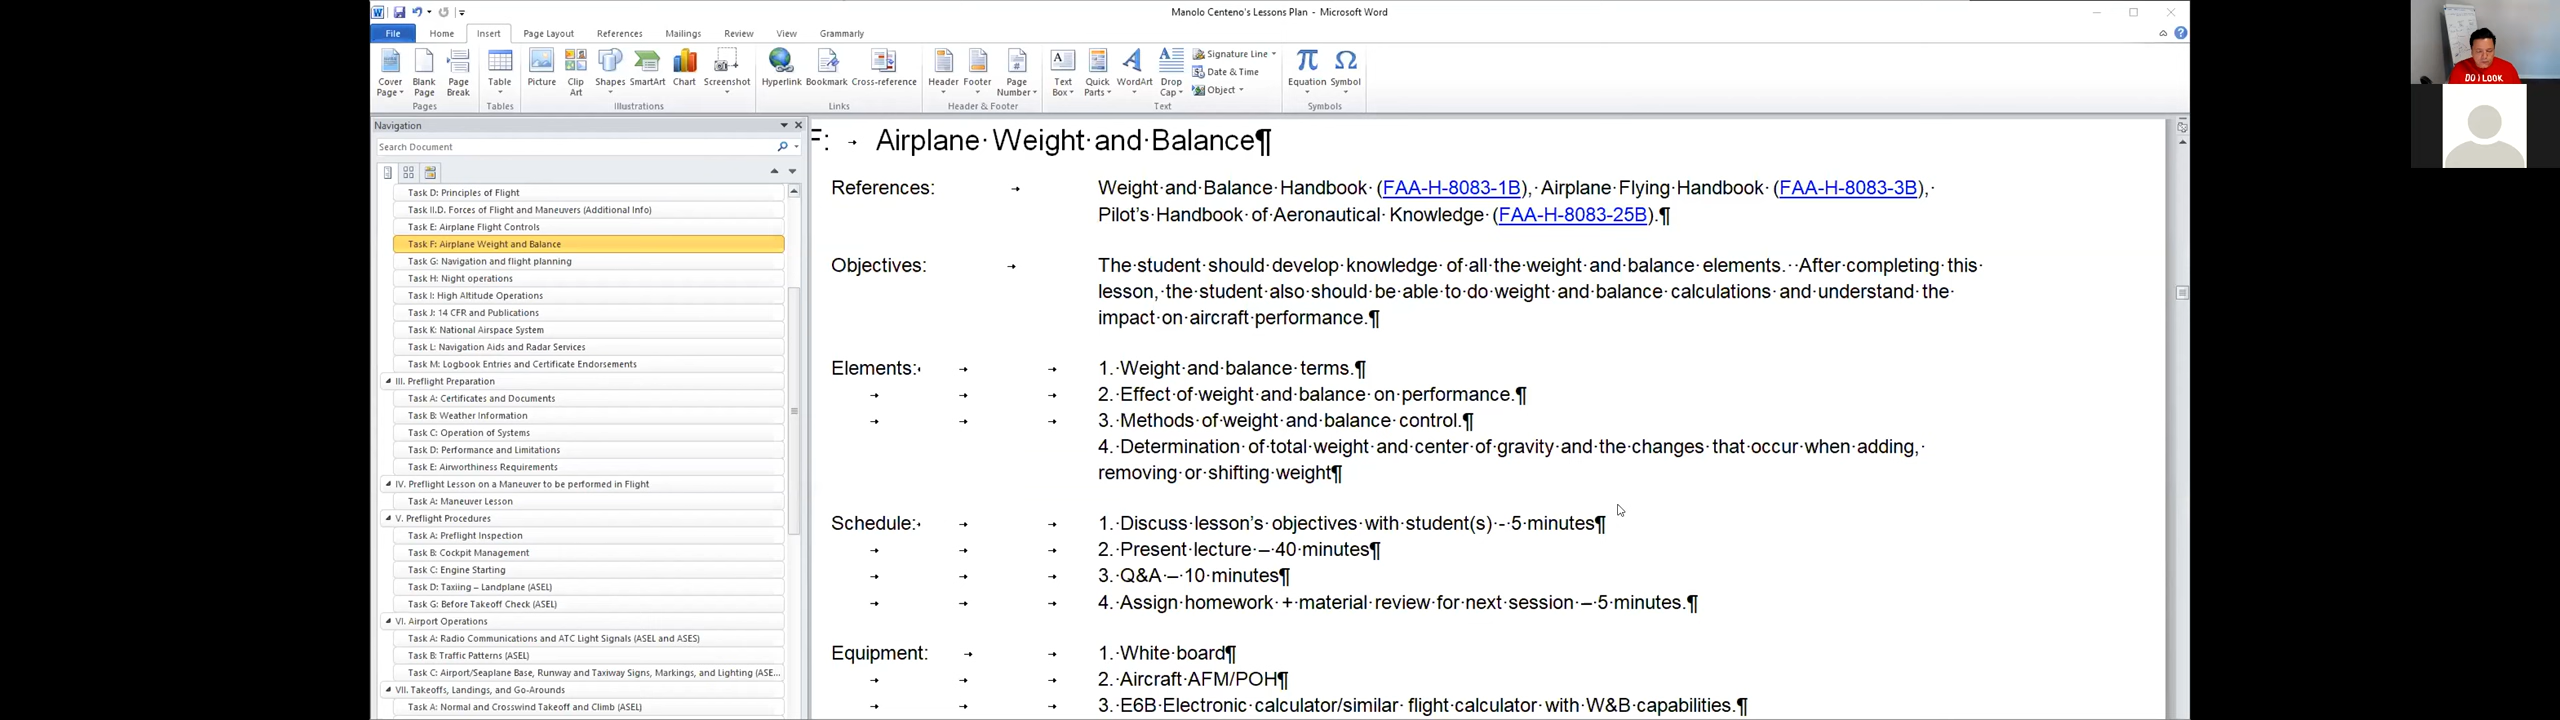 Manolo Centeno's Lessons Plan - Microsoft Word
File Home Insert Page Layout References Mailings Review View Grammarly
Cover Page Blank Page Page Break Table Picture Clip Art Shapes SmartArt Chart Screenshot Hyperlink Bookmark Cross-reference Header Footer Page Number Text Box Quick Parts WordArt Drop Cap Signature Line Date & Time Object Equation Symbol
Pages Tables Illustrations Links Header & Footer Text Symbols
Navigation
Search Document
Task D: Principles of Flight
Task II.D. Forces of Flight and Maneuvers (Additional Info)
Task E: Airplane Flight Controls
Task F: Airplane Weight and Balance
Task G: Navigation and flight planning
Task H: Night operations
Task I: High Altitude Operations
Task J: 14 CFR and Publications
Task K: National Airspace System
Task L: Navigation Aids and Radar Services
Task M: Logbook Entries and Certificate Endorsements
III. Preflight Preparation
Task A: Certificates and Documents
Task B: Weather Information
Task C: Operation of Systems
Task D: Performance and Limitations
Task E: Airworthiness Requirements
IV. Preflight Lesson on a Maneuver to be performed in Flight
Task A: Maneuver Lesson
V. Preflight Procedures
Task A: Preflight Inspection
Task B: Cockpit Management
Task C: Engine Starting
Task D: Taxiing – Landplane (ASEL)
Task G: Before Takeoff Check (ASEL)
VI. Airport Operations
Task A: Radio Communications and ATC Light Signals (ASEL and ASES)
Task B: Traffic Patterns (ASEL)
Task C: Airport/Seaplane Base, Runway and Taxiway Signs, Markings, and Lighting (ASE...
VII. Takeoffs, Landings, and Go-Arounds
Task A: Normal and Crosswind Takeoff and Climb (ASEL)
F: Airplane Weight and Balance¶
References: Weight and Balance Handbook (FAA-H-8083-1B), Airplane Flying Handbook (FAA-H-8083-3B),
Pilot's Handbook of Aeronautical Knowledge (FAA-H-8083-25B).¶
Objectives: The student should develop knowledge of all the weight and balance elements. After completing this
lesson, the student also should be able to do weight and balance calculations and understand the
impact on aircraft performance.¶
Elements: 1. Weight and balance terms.¶
2. Effect of weight and balance on performance.¶
3. Methods of weight and balance control.¶
4. Determination of total weight and center of gravity and the changes that occur when adding,
removing or shifting weight¶
Schedule: 1. Discuss lesson's objectives with student(s) - 5 minutes¶
2. Present lecture – 40 minutes¶
3. Q&A – 10 minutes¶
4. Assign homework + material review for next session – 5 minutes.¶
Equipment: 1. White board¶
2. Aircraft AFM/POH¶
3. E6B Electronic calculator/similar flight calculator with W&B capabilities.¶
DO I LOOK